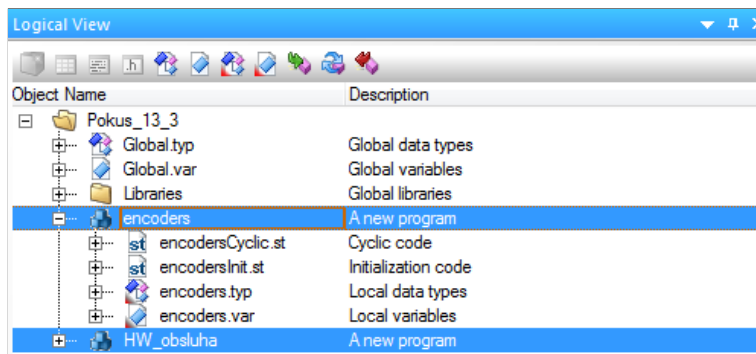 Logical View
.h
Object Name Description
Pokus_13_3
Global.typ Global data types
Global.var Global variables
Libraries Global libraries
encoders A new program
st encodersCyclic.st Cyclic code
st encodersInit.st Initialization code
encoders.typ Local data types
encoders.var Local variables
HW_obsluha A new program